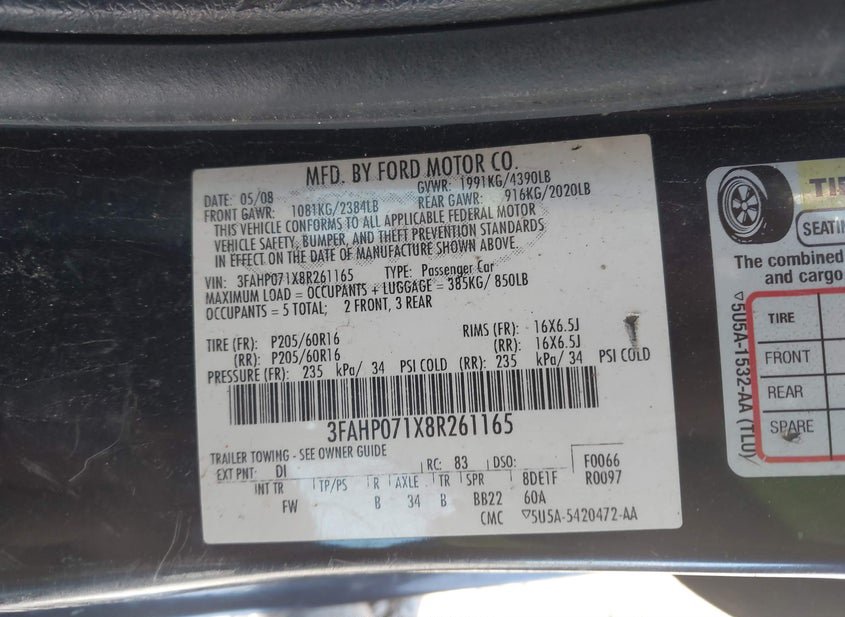 MFD. BY FORD MOTOR CO.
DATE: 05/08 GVWR: 1991KG/4390LB
FRONT GAWR: 1081KG/2384LB REAR GAWR: 916KG/2020LB
THIS VEHICLE CONFORMS TO ALL APPLICABLE FEDERAL MOTOR
VEHICLE SAFETY, BUMPER, AND THEFT PREVENTION STANDARDS
IN EFFECT ON THE DATE OF MANUFACTURE SHOWN ABOVE.
VIN: 3FAHP071X8R261165 TYPE: Passenger Car
MAXIMUM LOAD = OCCUPANTS + LUGGAGE = 385KG/ 850LB
OCCUPANTS = 5 TOTAL; 2 FRONT, 3 REAR
TIRE (FR): P205/60R16 RIMS (FR): 16X6.5J
(RR): P205/60R16 (RR): 16X6.5J
PRESSURE (FR): 235 kPa/ 34 PSI COLD (RR): 235 kPa/ 34 PSI COLD
3FAHP071X8R261165
TRAILER TOWING - SEE OWNER GUIDE
EXT PNT: DI RC: 83 DSO: F0066
R0097
INT TR TP/PS R AXLE TR SPR 8DE1F
FW B 34 B BB22 60A
CMC ▽5U5A-5420472-AA
SEATIN
The combined
and cargo
TIRE
FRONT
REAR
SPARE
▽5U5A-1532-AA (TLU)